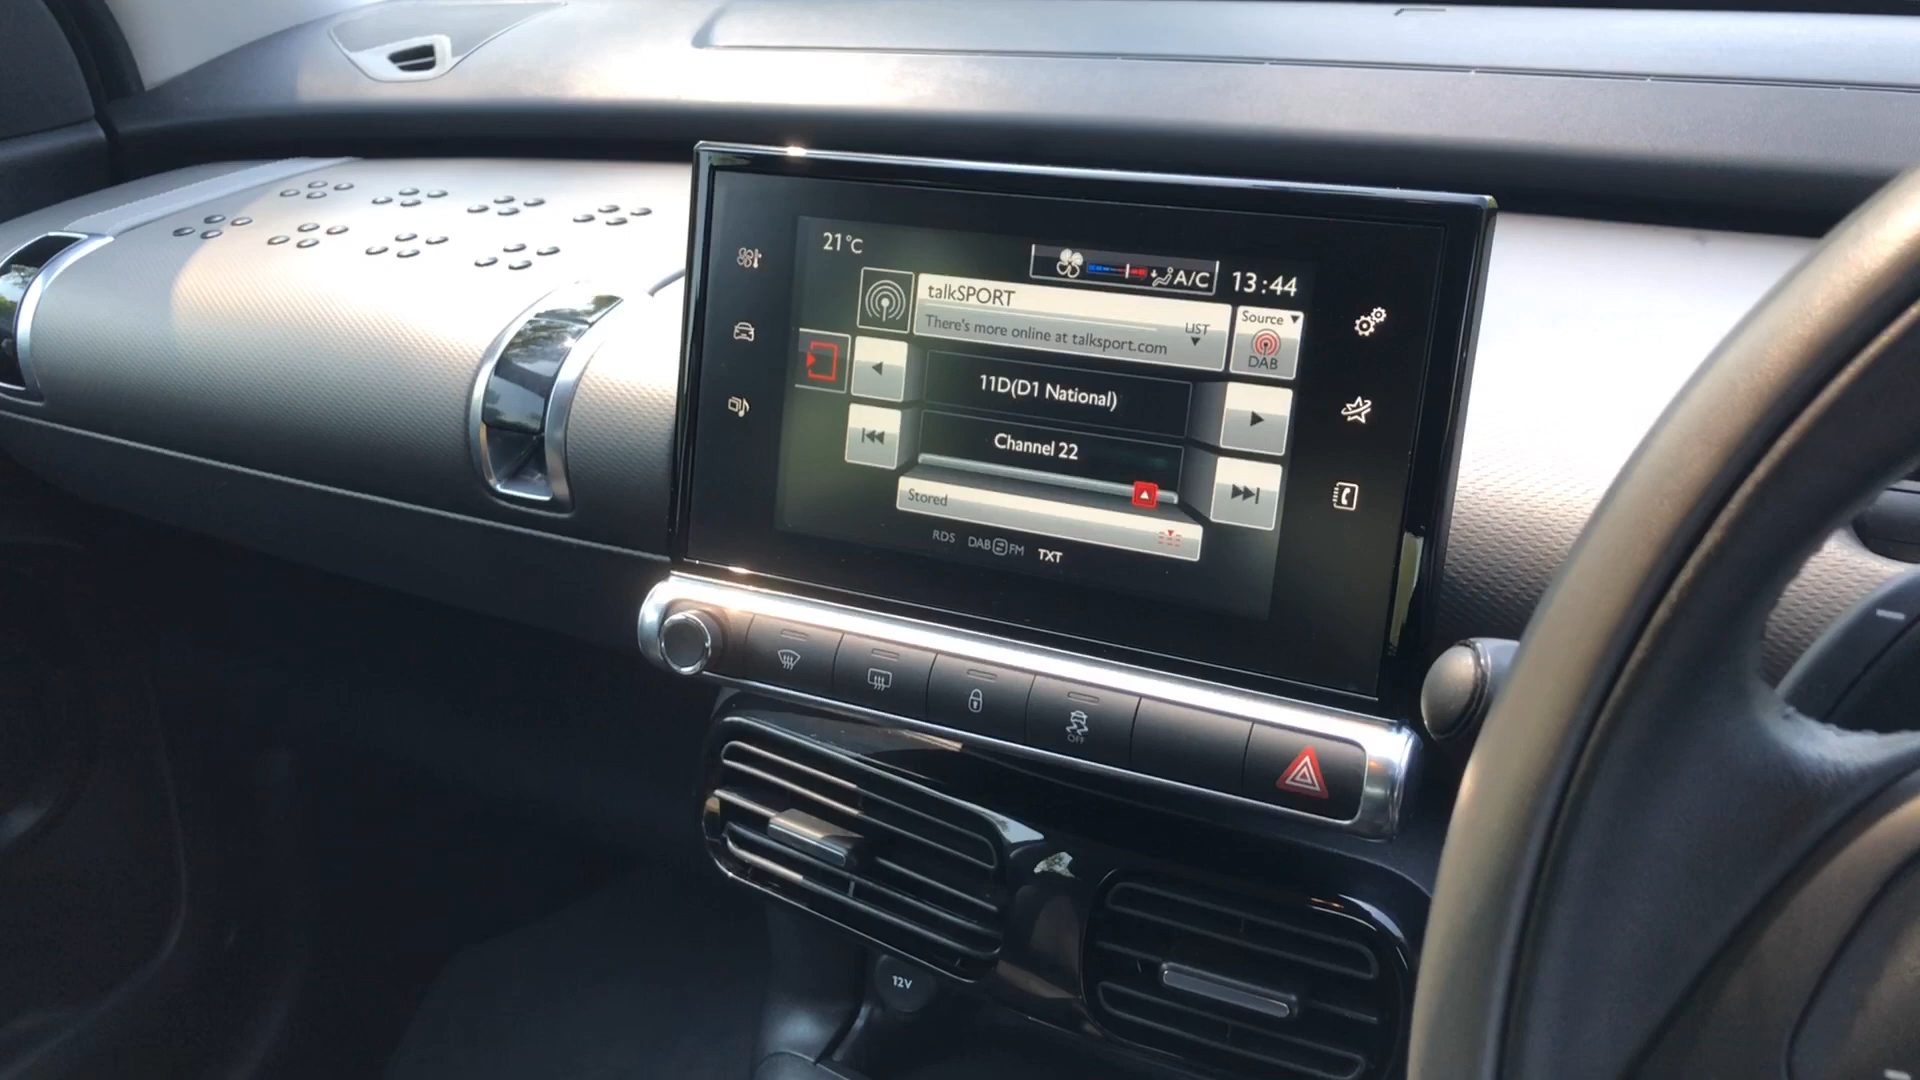 21°C
A/C
13:44
talkSPORT
There's more online at talksport.com
LIST
Source
DAB
11D(D1 National)
Channel 22
Stored
RDS
DAB
FM
TXT
OFF
12V